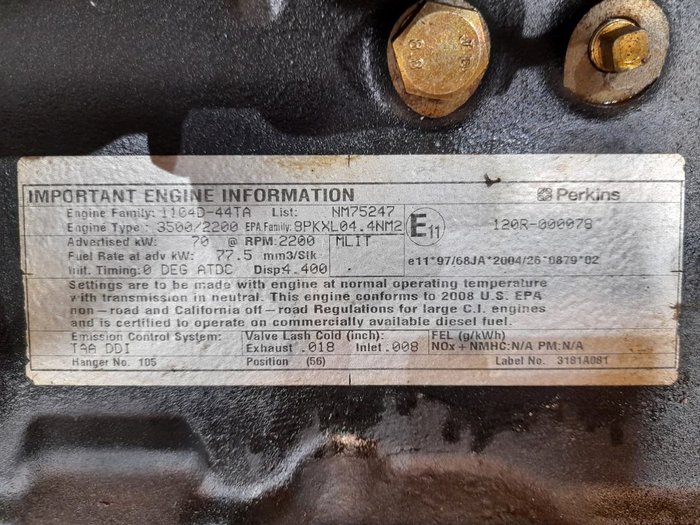 IMPORTANT ENGINE INFORMATION Perkins
Engine Family: 1104D-44TA List: NM75247
Engine Type: 3500/2200 EPA Family: 8PKXL04.4NM2 E11 120R-000078
Advertised kW: 70 @ RPM: 2200 MLIT
Fuel Rate at adv kW: 77.5 mm3/Stk e11*97/68JA*2004/26*0879*02
Init. Timing: 0 DEG ATDC Disp 4.400
Settings are to be made with engine at normal operating temperature
with transmission in neutral. This engine conforms to 2008 U.S. EPA
non-road and California off-road Regulations for large C.I. engines
and is certified to operate on commercially available diesel fuel.
Emission Control System: Valve Lash Cold (inch): FEL (g/kWh)
TAA DDI Exhaust .018 Inlet .008 NOx + NMHC: N/A PM: N/A
Hanger No. 105 Position (56) Label No. 3181A081